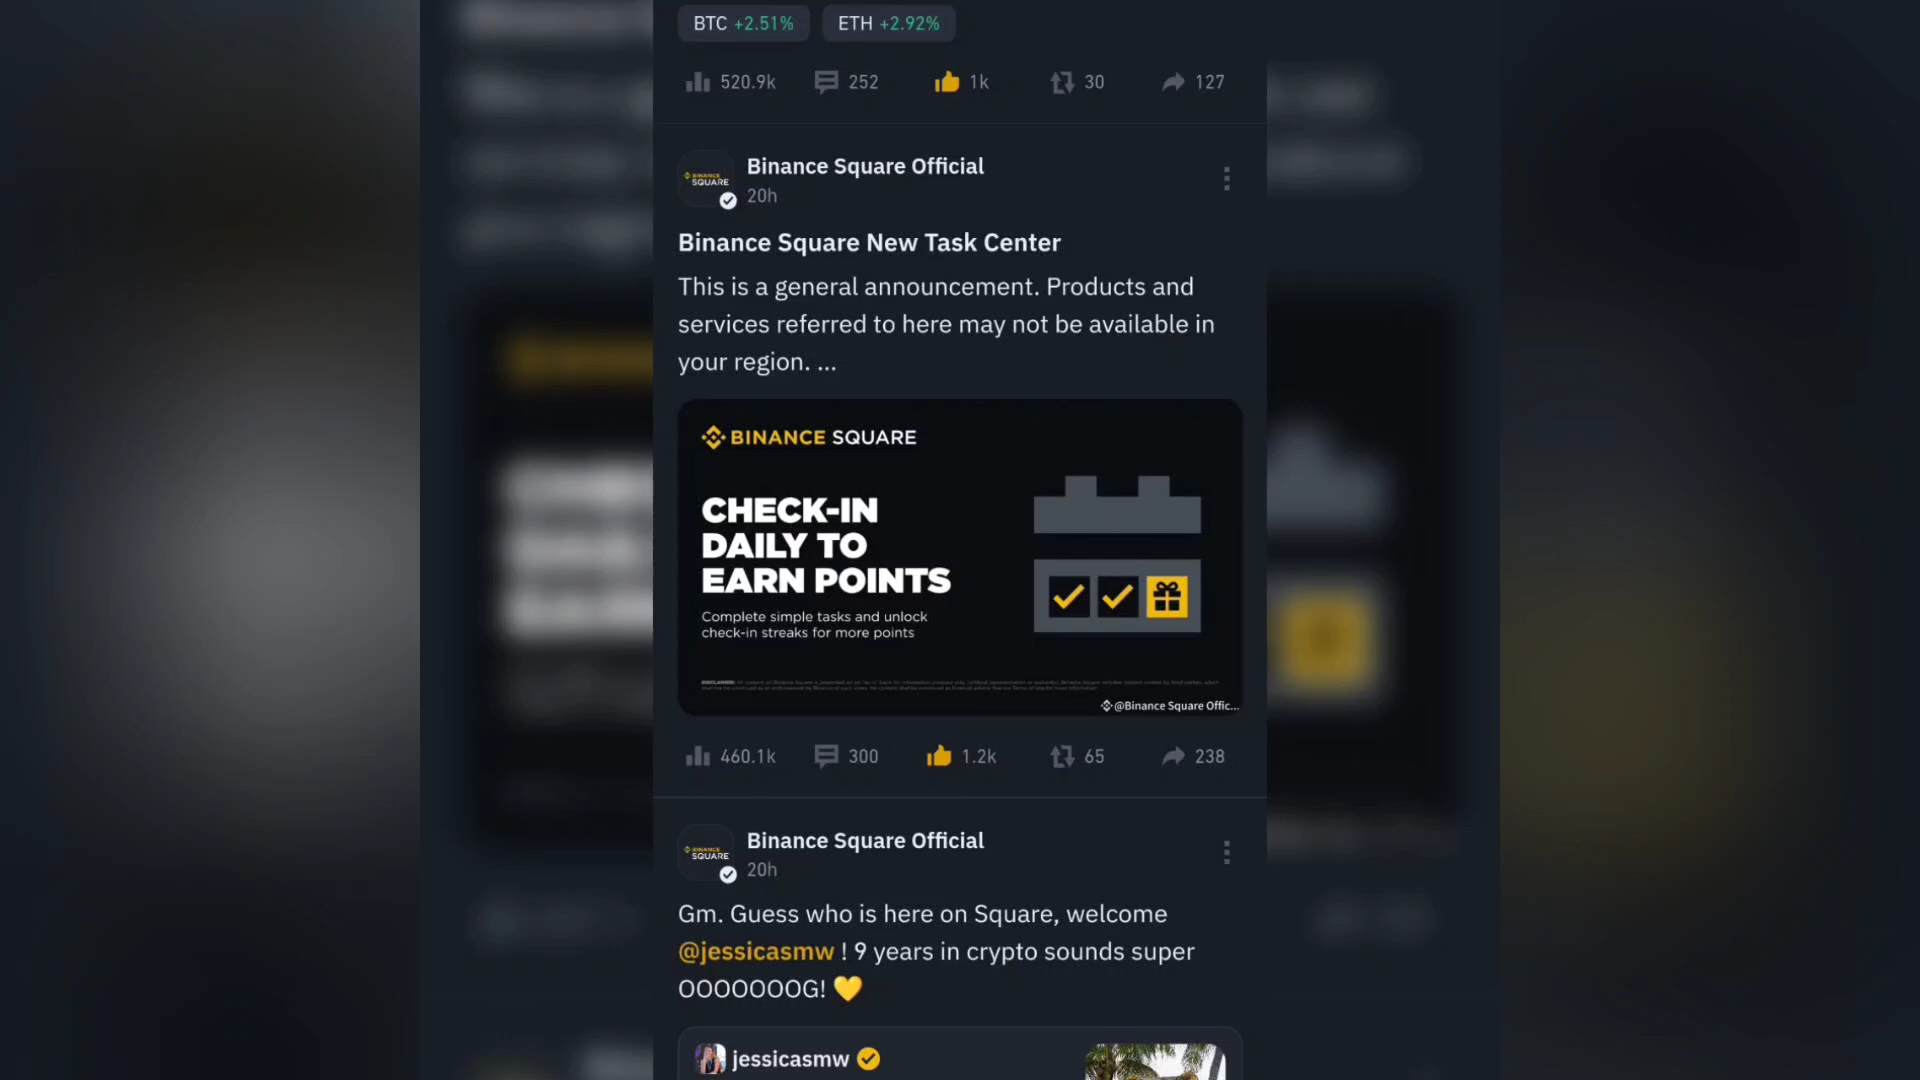 BTC +2.51% ETH +2.92%
520.9k 252 1k 30 127
Binance Square Official
20h
Binance Square New Task Center
This is a general announcement. Products and
services referred to here may not be available in
your region. ...
BINANCE SQUARE
CHECK-IN
DAILY TO
EARN POINTS
Complete simple tasks and unlock
check-in streaks for more points
@Binance Square Offic...
460.1k 300 1.2k 65 238
Binance Square Official
20h
Gm. Guess who is here on Square, welcome
@jessicasmw ! 9 years in crypto sounds super
OOOOOOOG! 💛
jessicasmw